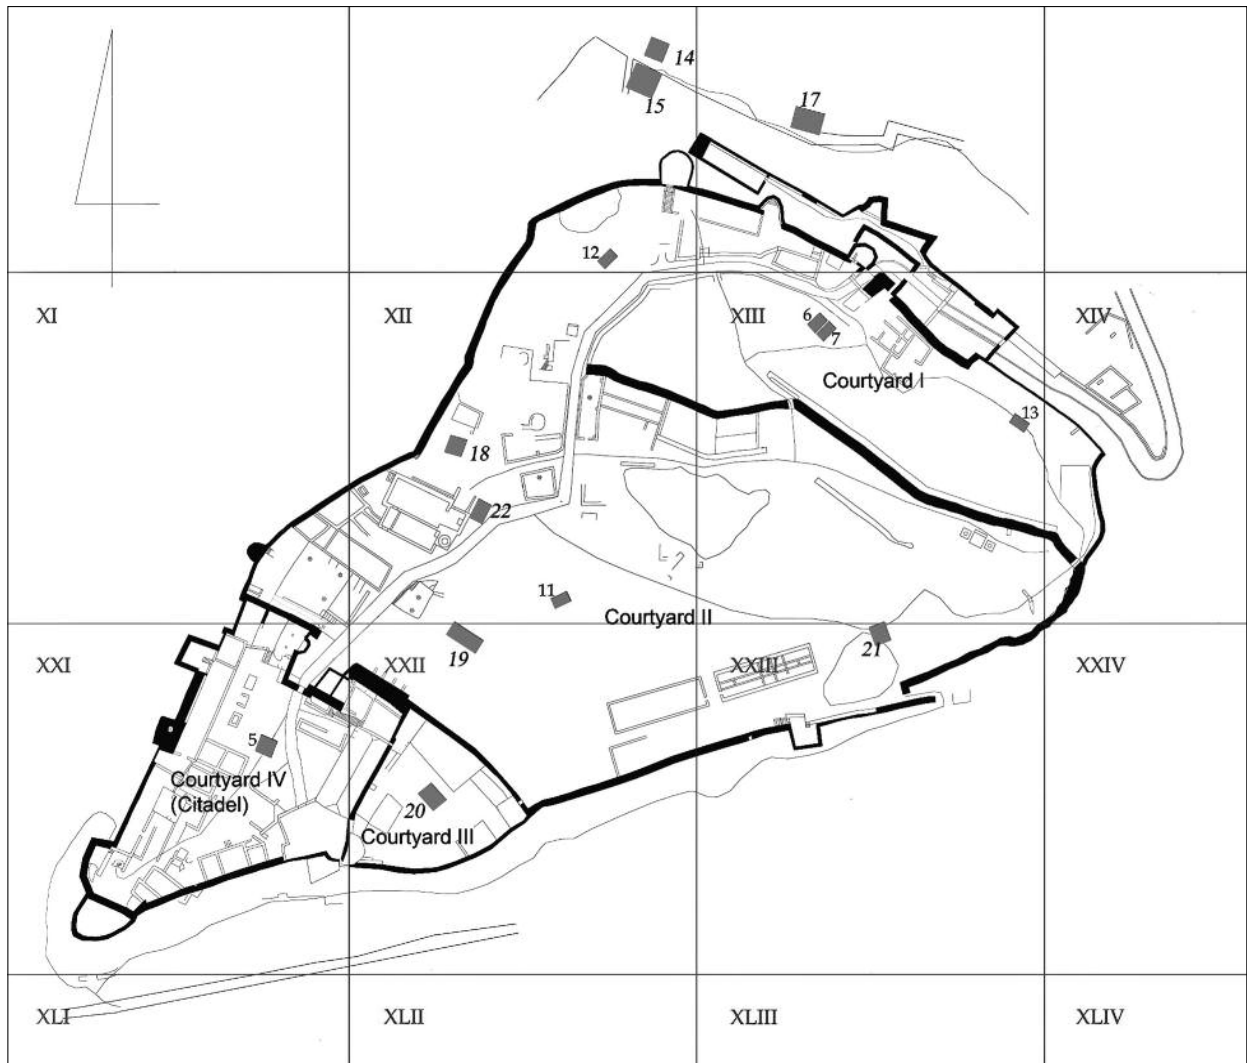 14
15
17
12
XI
XII
XIII
XIV
6
7
Courtyard I
13
18
22
11
Courtyard II
XXI
XXII
XXIII
XXIV
19
21
5
Courtyard IV
(Citadel)
20
Courtyard III
XLI
XLII
XLIII
XLIV